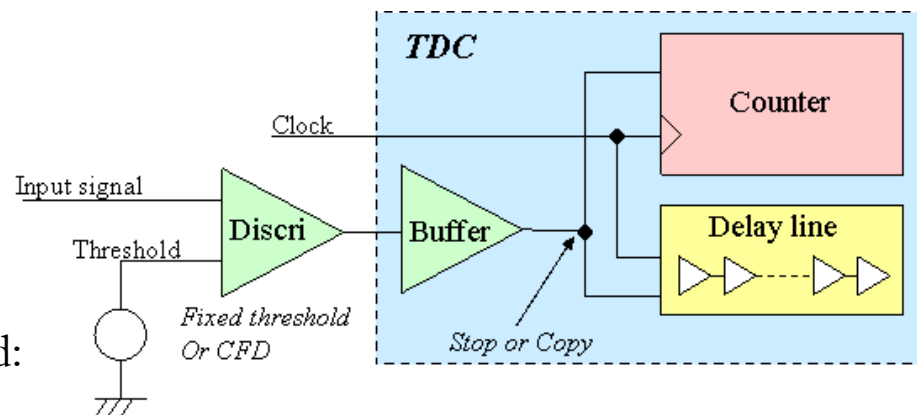 TDC
Counter
Clock
Input signal
Discri
Buffer
Delay line
Threshold
Fixed threshold
Or CFD
Stop or Copy
d: